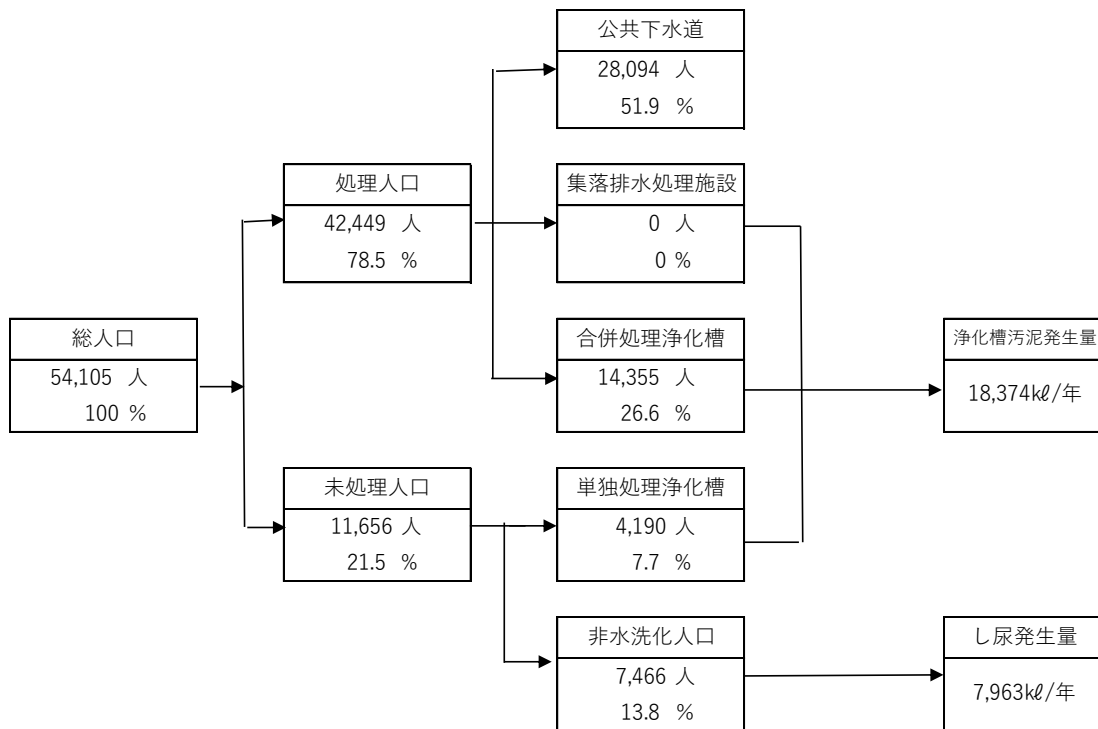 公共下水道
28,094 人
51.9 %
処理人口
42,449 人
78.5 %
集落排水処理施設
0 人
0 %
総人口
54,105 人
100 %
合併処理浄化槽
14,355 人
26.6 %
浄化槽汚泥発生量
18,374㎘/年
未処理人口
11,656 人
21.5 %
単独処理浄化槽
4,190 人
7.7 %
非水洗化人口
7,466 人
13.8 %
し尿発生量
7,963㎘/年